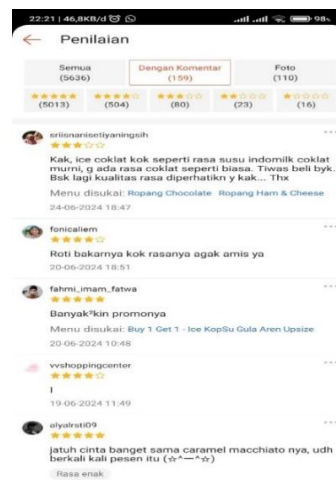 22:21 | 46,8KB/d
98
Penilaian
Semua
(5636)
Dengan Komentar
(159)
Foto
(110)
(5013)
(504)
(80)
(23)
(16)
sriisnanisetiyaningsih
Kak, ice coklat kok seperti rasa susu indomilk coklat
murni, g ada rasa coklat seperti biasa. Tiwas beli byk.
Bsk lagi kualitas rasa diperhatikn y kak... Thx
Menu disukai: Ropang Chocolate Ropang Ham & Cheese
24-06-2024 18:47
fonicaliem
Roti bakarnya kok rasanya agak amis ya
20-06-2024 18:51
fahmi_imam_fatwa
Banyak²kin promonya
Menu disukai: Buy 1 Get 1 - Ice KopSu Gula Aren Upsize
20-06-2024 10:48
vvshoppingcenter
I
19-06-2024 11:49
alyalrsti09
jatuh cinta banget sama caramel macchiato nya, udh
berkali kali pesen itu (☆^ー^☆)
Rasa enak